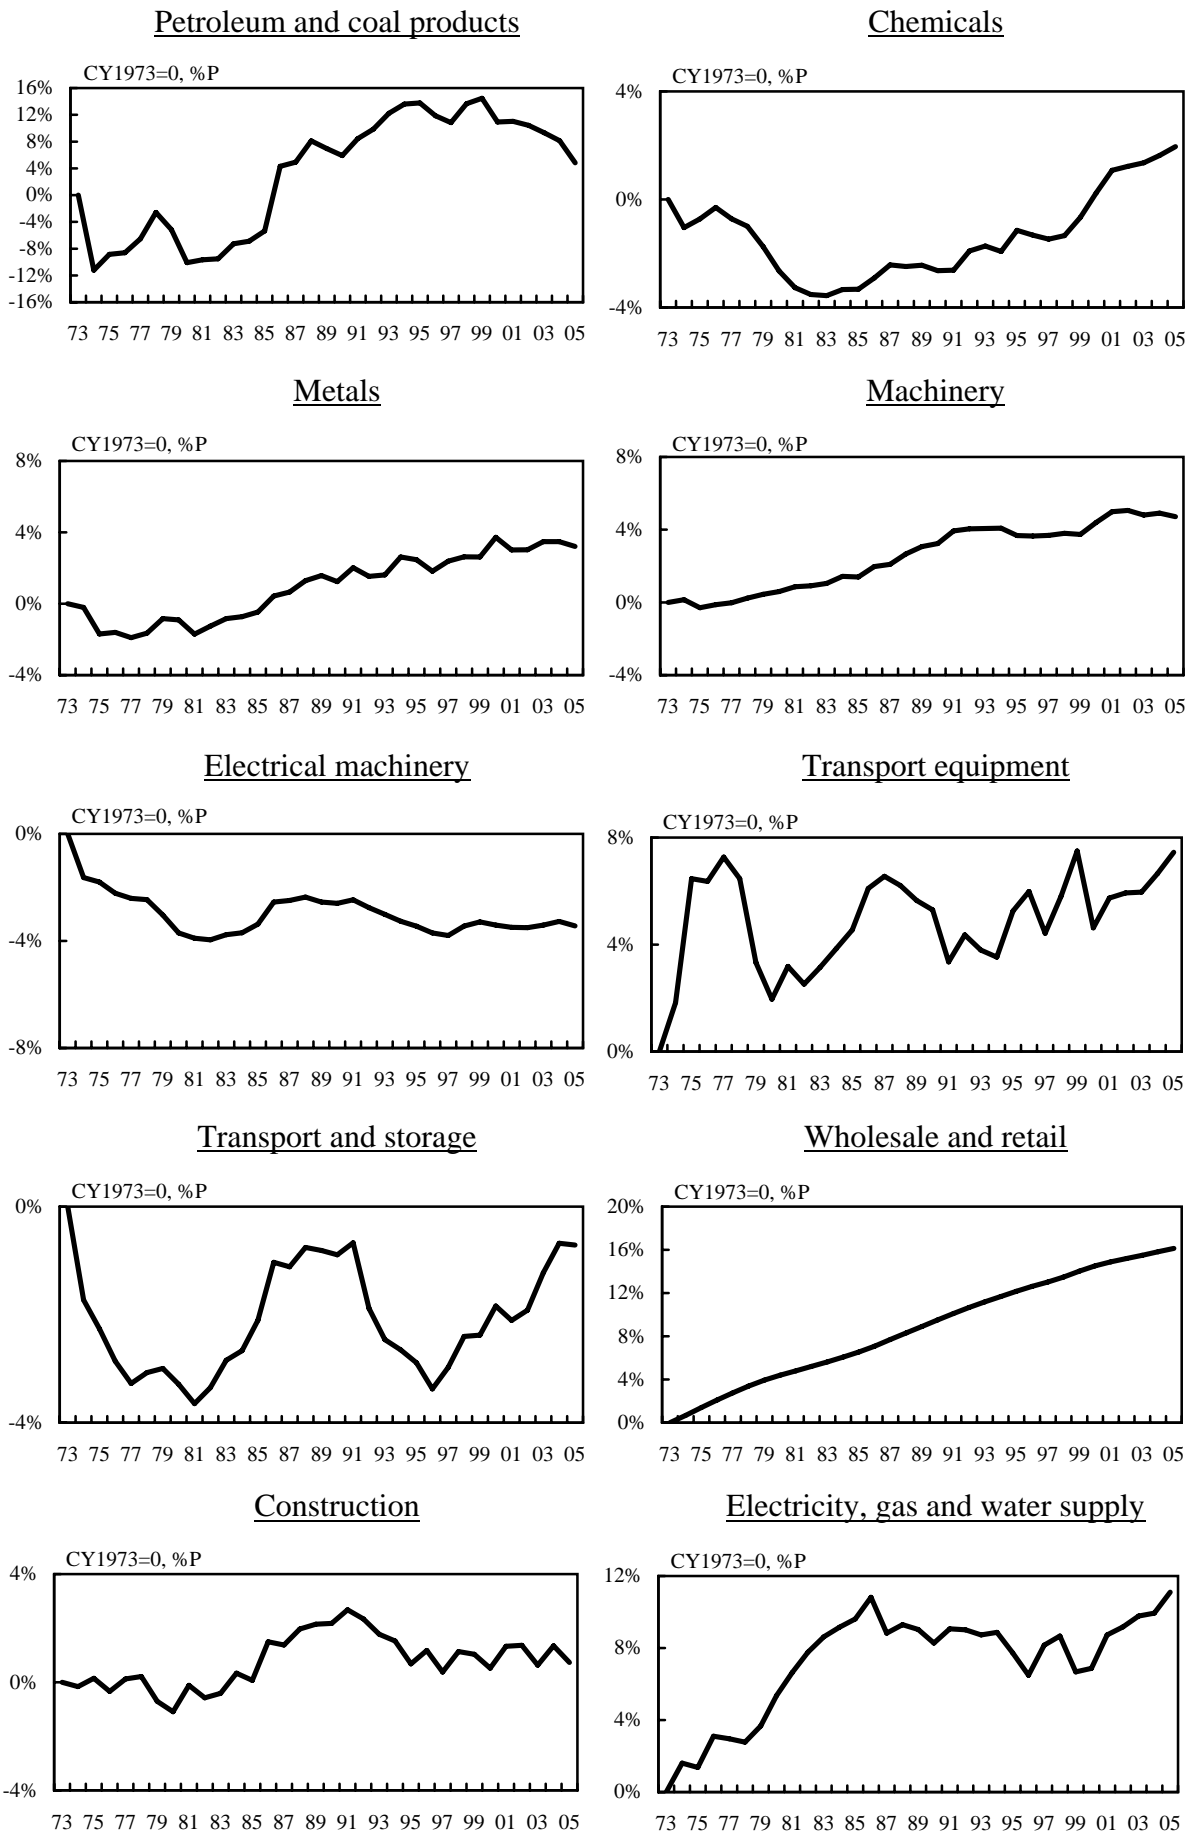 Petroleum and coal products
CY1973=0, %P
16%
12%
8%
4%
0%
-4%
-8%
-12%
-16%
73 75 77 79 81 83 85 87 89 91 93 95 97 99 01 03 05
Chemicals
CY1973=0, %P
4%
0%
-4%
73 75 77 79 81 83 85 87 89 91 93 95 97 99 01 03 05
Metals
CY1973=0, %P
8%
4%
0%
-4%
73 75 77 79 81 83 85 87 89 91 93 95 97 99 01 03 05
Machinery
CY1973=0, %P
8%
4%
0%
-4%
73 75 77 79 81 83 85 87 89 91 93 95 97 99 01 03 05
Electrical machinery
CY1973=0, %P
0%
-4%
-8%
73 75 77 79 81 83 85 87 89 91 93 95 97 99 01 03 05
Transport equipment
CY1973=0, %P
8%
4%
0%
73 75 77 79 81 83 85 87 89 91 93 95 97 99 01 03 05
Transport and storage
CY1973=0, %P
0%
-4%
73 75 77 79 81 83 85 87 89 91 93 95 97 99 01 03 05
Wholesale and retail
CY1973=0, %P
20%
16%
12%
8%
4%
0%
73 75 77 79 81 83 85 87 89 91 93 95 97 99 01 03 05
Construction
CY1973=0, %P
4%
0%
-4%
73 75 77 79 81 83 85 87 89 91 93 95 97 99 01 03 05
Electricity, gas and water supply
CY1973=0, %P
12%
8%
4%
0%
73 75 77 79 81 83 85 87 89 91 93 95 97 99 01 03 05